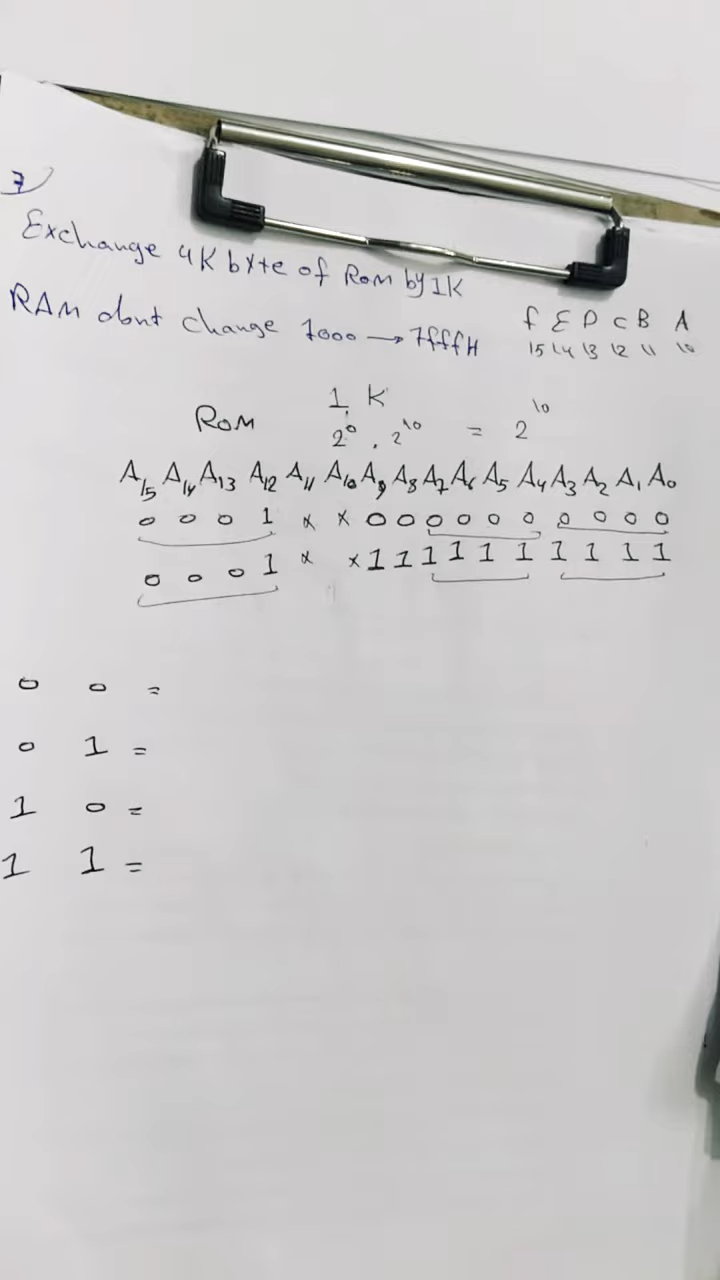 7)
Exchange 4K byte of Rom by 1K
RAM dont change 1000 → 7fffH
f E D C B A
15 14 13 12 11 10
Rom 1 K
2⁰ . 2¹⁰ = 2¹⁰
A15 A14 A13 A12 A11 A10 A9 A8 A7 A6 A5 A4 A3 A2 A1 A0
0 0 0 1 x x 0 0 0 0 0 0 0 0 0 0
0 0 0 1 x x 1 1 1 1 1 1 1 1 1 1
0 0 =
0 1 =
1 0 =
1 1 =